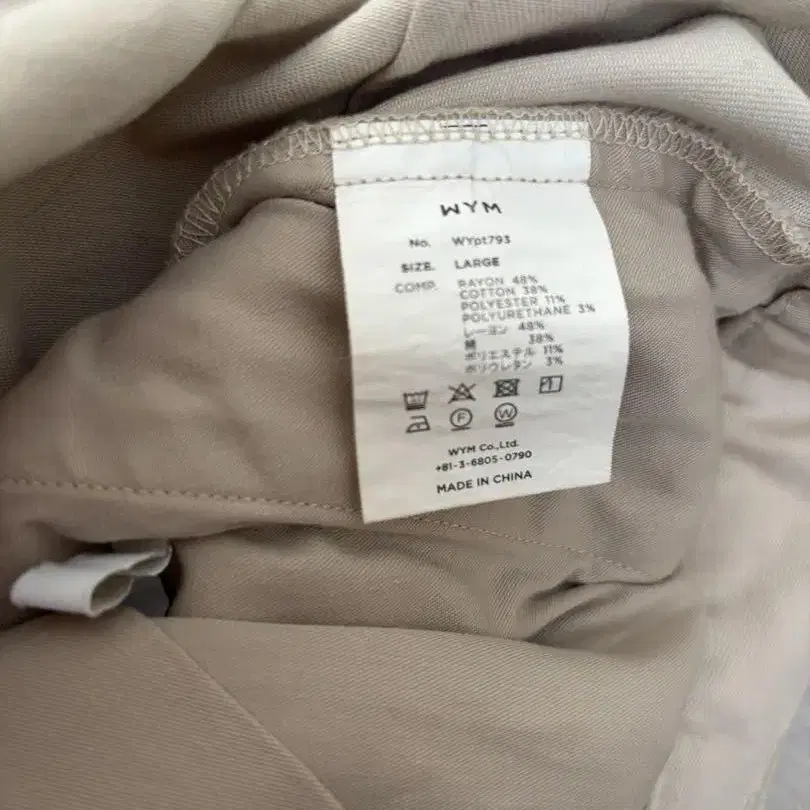 WYM
No. WYpt793
SIZE. LARGE
COMP. RAYON 48%
COTTON 38%
POLYESTER 11%
POLYURETHANE 3%
レーヨン 48%
綿 38%
ポリエステル 11%
ポリウレタン 3%
F W
WYM Co.,Ltd.
+81-3-6805-0790
MADE IN CHINA